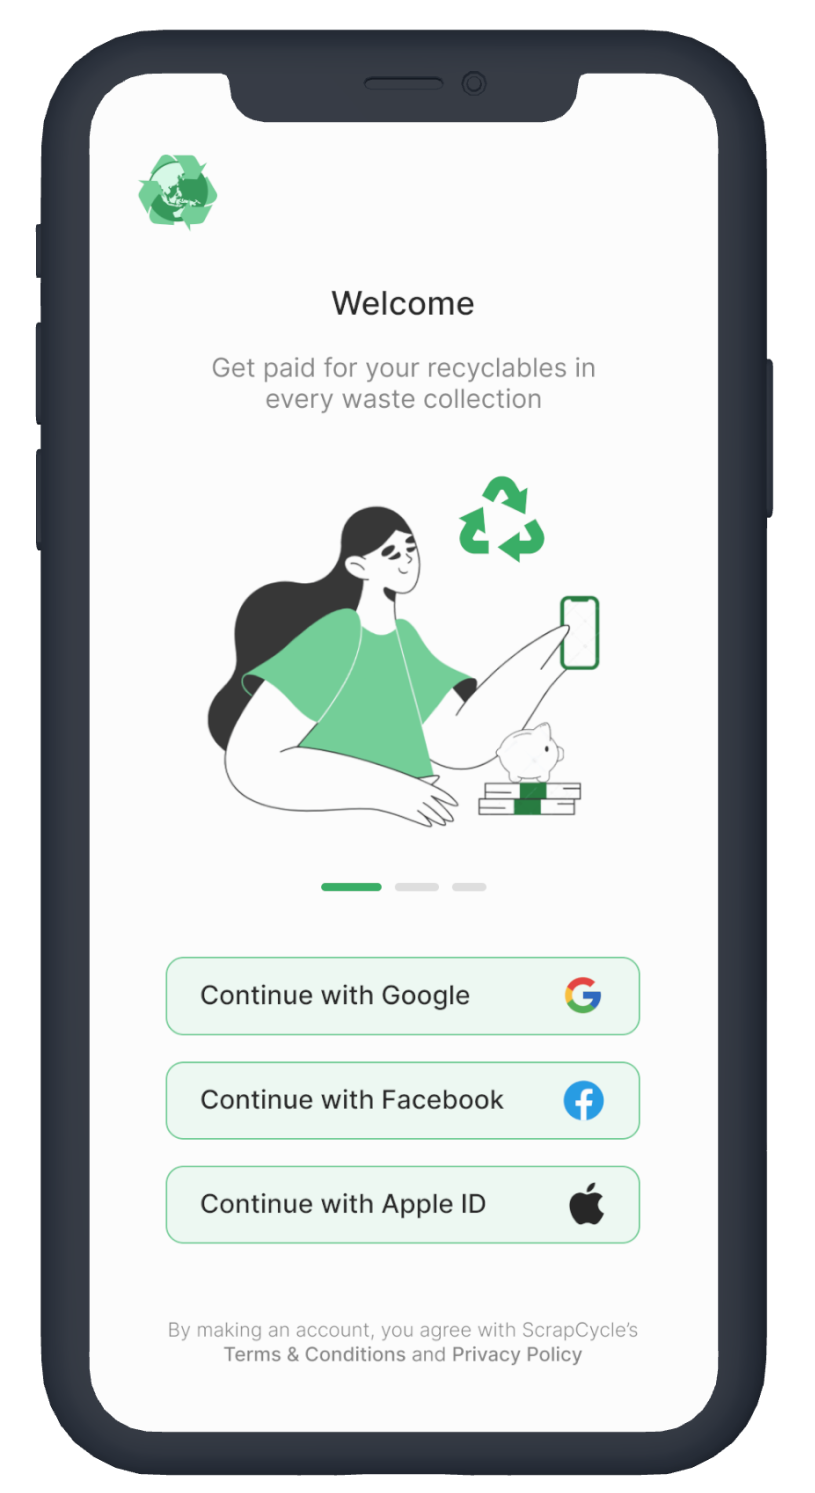 Welcome
Get paid for your recyclables in
every waste collection
Continue with Google
Continue with Facebook
Continue with Apple ID
By making an account, you agree with ScrapCycle’s
Terms & Conditions and Privacy Policy